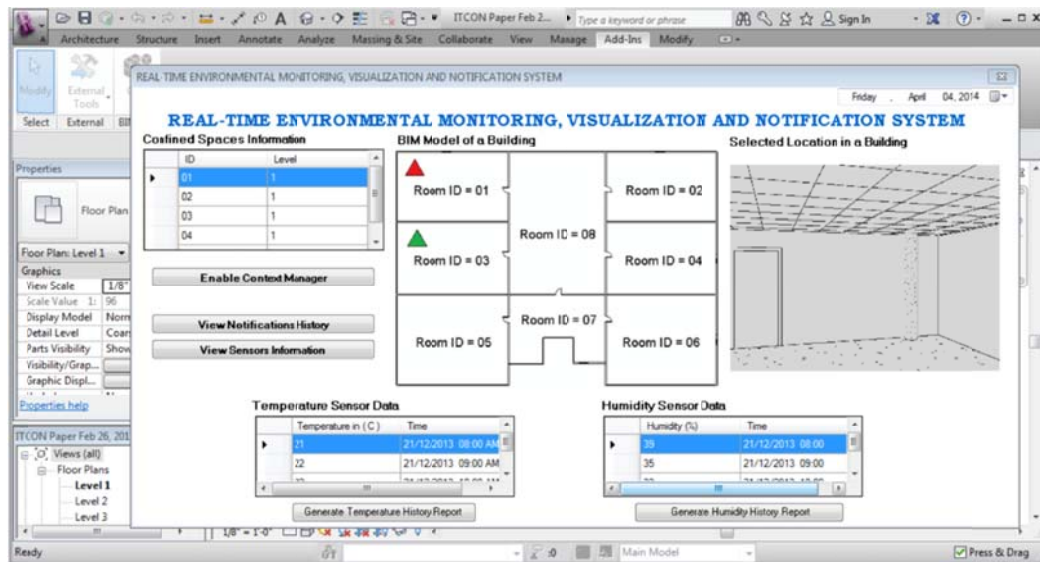 ITCON Paper Feb 2...
Type a keyword or phrase
Sign In
Architecture Structure Insert Annotate Analyze Massing & Site Collaborate View Manage Add-Ins Modify
Modify External Tools
Select External
REAL-TIME ENVIRONMENTAL MONITORING, VISUALIZATION AND NOTIFICATION SYSTEM
Friday , April 04, 2014
REAL-TIME ENVIRONMENTAL MONITORING, VISUALIZATION AND NOTIFICATION SYSTEM
Confined Spaces Information
ID Level
01 1
02 1
03 1
04 1
Enable Context Manager
View Notifications History
View Sensors Information
BIM Model of a Building
Room ID = 01
Room ID = 02
Room ID = 08
Room ID = 03
Room ID = 04
Room ID = 07
Room ID = 05
Room ID = 06
Selected Location in a Building
Temperature Sensor Data
Temperature in ( C ) Time
21 21/12/2013 08:00 AM
22 21/12/2013 09:00 AM
Generate Temperature History Report
Humidity Sensor Data
Humidity (%) Time
39 21/12/2013 08:00
35 21/12/2013 09:00
Generate Humidity History Report
Properties
Floor Plan
Floor Plan: Level 1
Graphics
View Scale 1/8"
Scale Value 1: 96
Display Model Norm
Detail Level Coar
Parts Visibility Show
Visibility/Grap...
Graphic Displ...
Properties help
ITCON Paper Feb 26, 201
Views (all)
Floor Plans
Level 1
Level 2
Level 3
1/8" = 1'-0"
Ready
:0
Main Model
Press & Drag